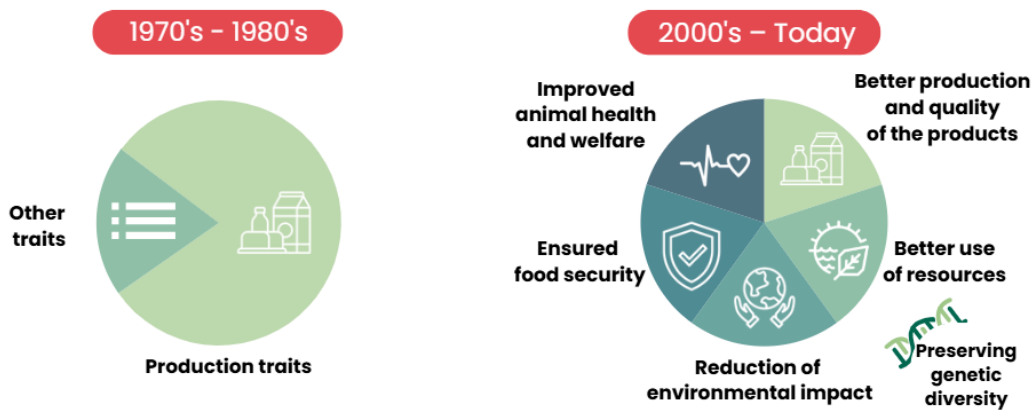 1970's - 1980's
Other
traits
Production traits
2000's – Today
Improved
animal health
and welfare
Better production
and quality
of the products
Ensured
food security
Better use
of resources
Reduction of
environmental impact
Preserving
genetic
diversity